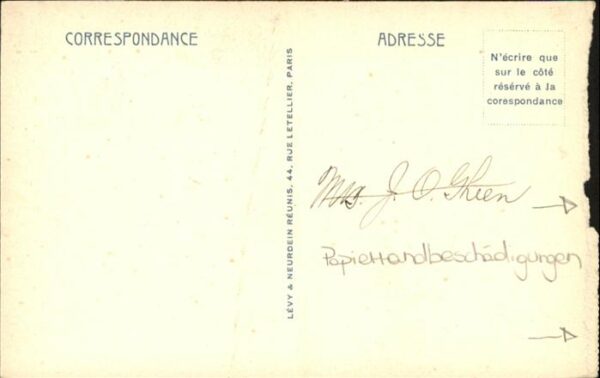 CORRESPONDANCE
ADRESSE
N'écrire que
sur le côté
résérvé à la
corespondance
LÉVY & NEURDEIN RÉUNIS, 44, RUE LETELLIER, PARIS
Mrs. J. O. Gheen
Papierrandbeschädigungen